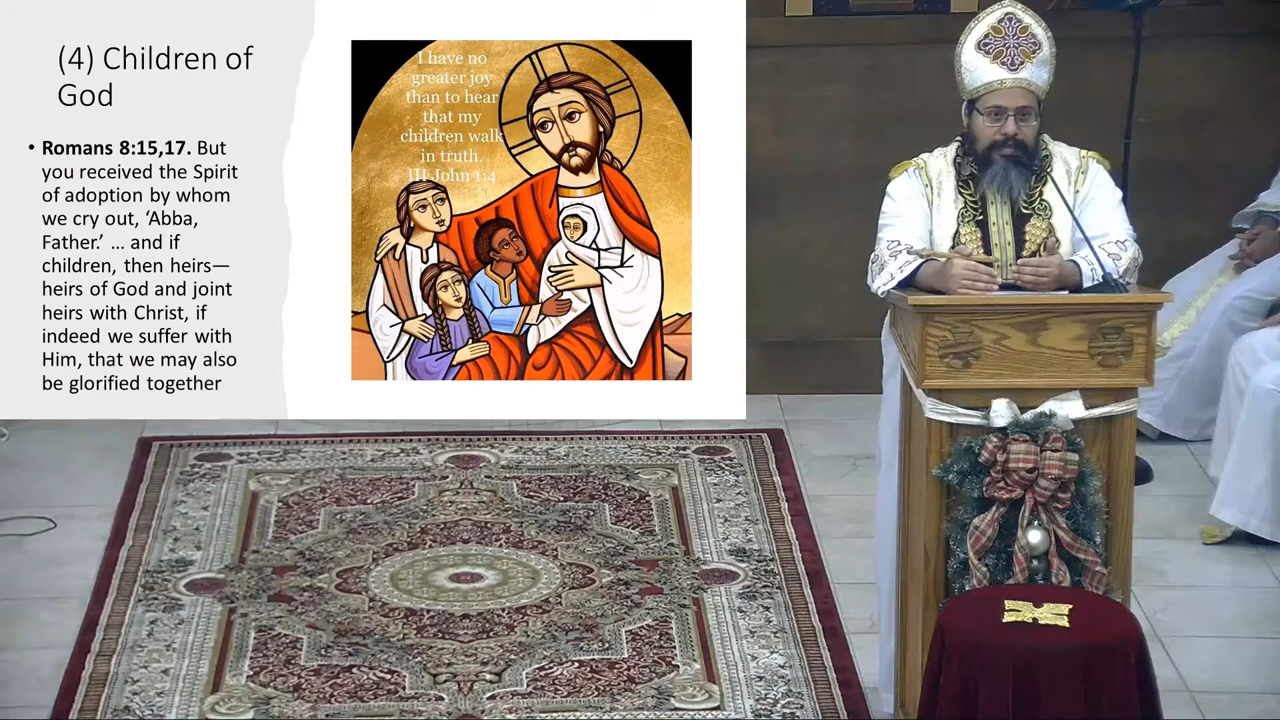 (4) Children of
God
• Romans 8:15,17. But
you received the Spirit
of adoption by whom
we cry out, ‘Abba,
Father.’ … and if
children, then heirs—
heirs of God and joint
heirs with Christ, if
indeed we suffer with
Him, that we may also
be glorified together
I have no
greater joy
than to hear
that my
children walk
in truth.
III John 1:4